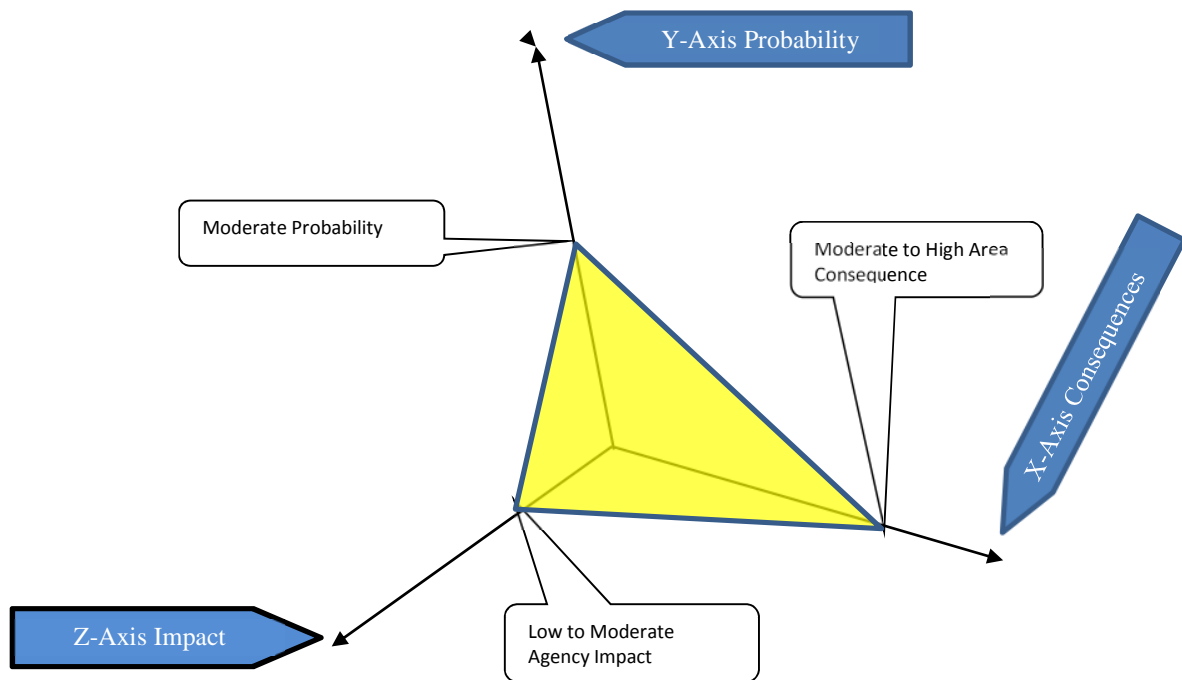 Y-Axis Probability
Moderate Probability
Moderate to High Area
Consequence
X-Axis Consequences
Z-Axis Impact
Low to Moderate
Agency Impact